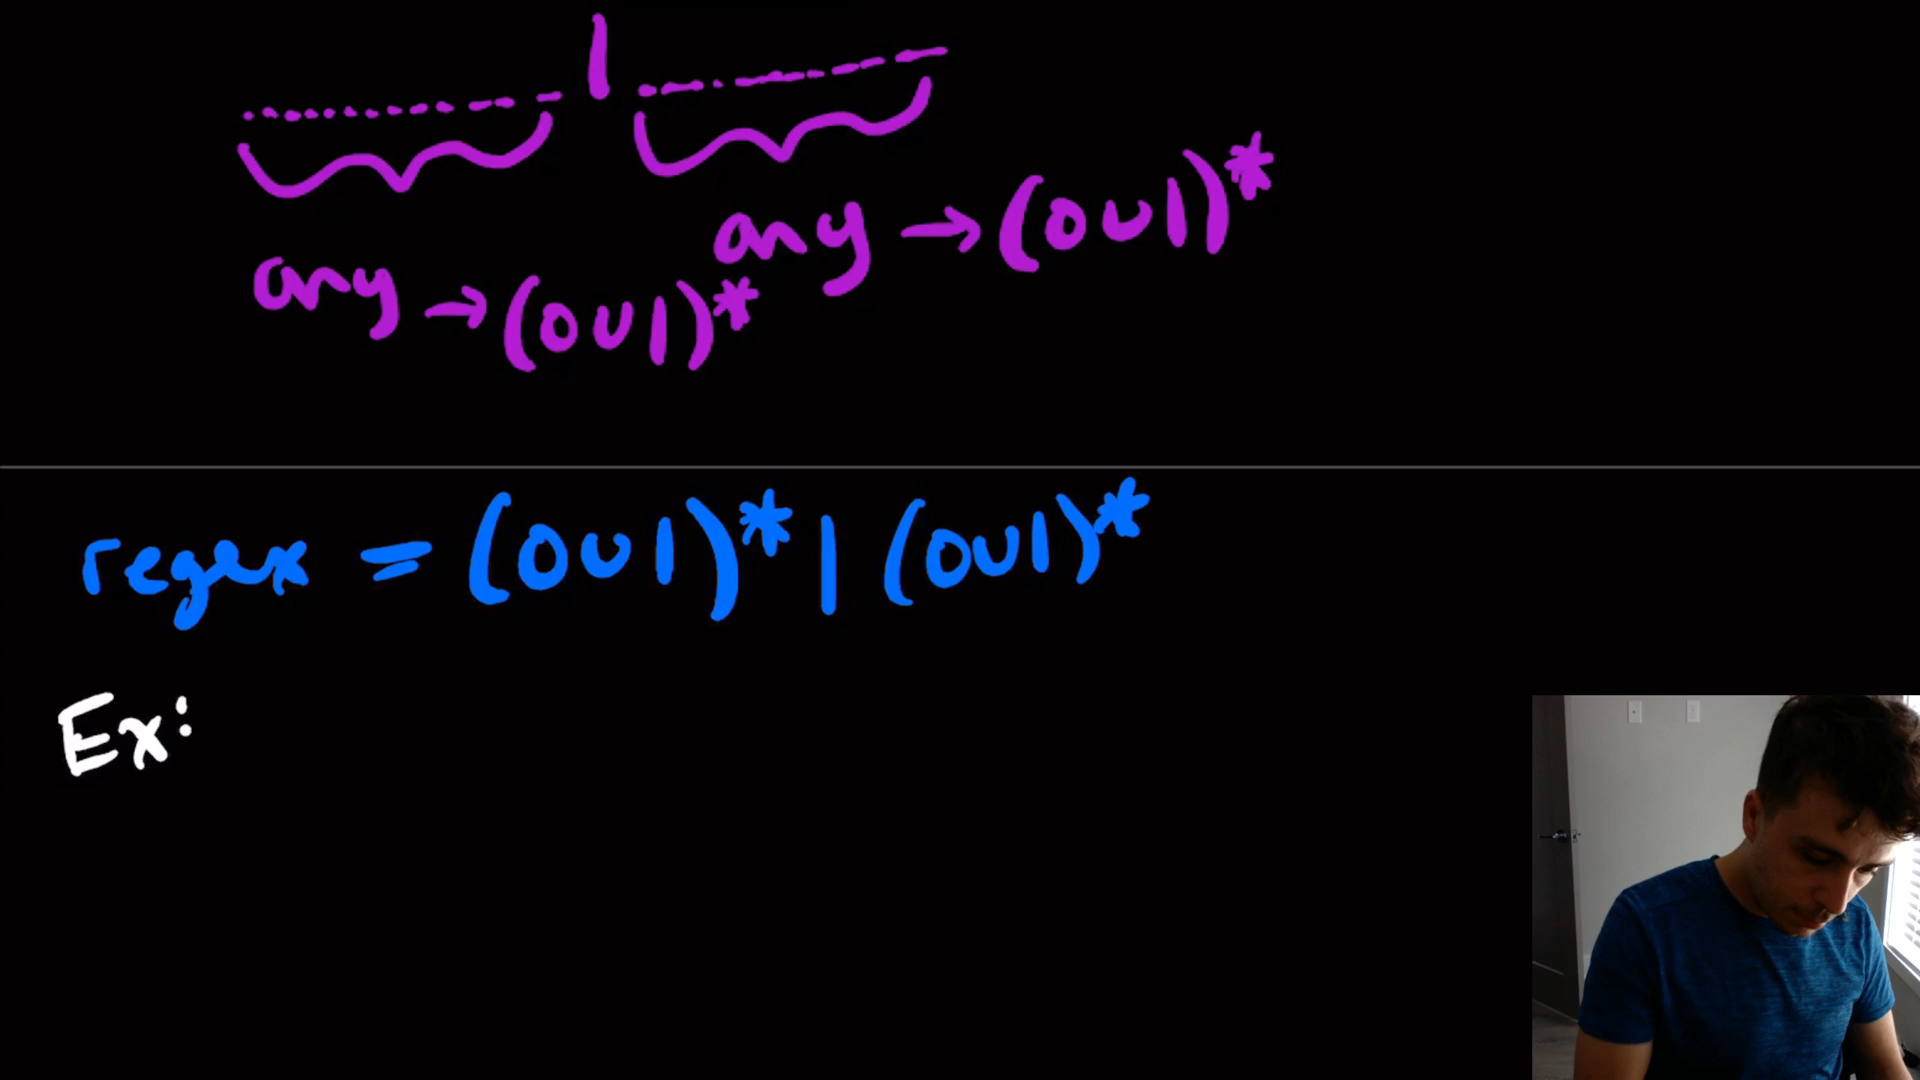 1
any → (0∪1)*
any → (0∪1)*
regex = (0∪1)*1(0∪1)*
Ex: